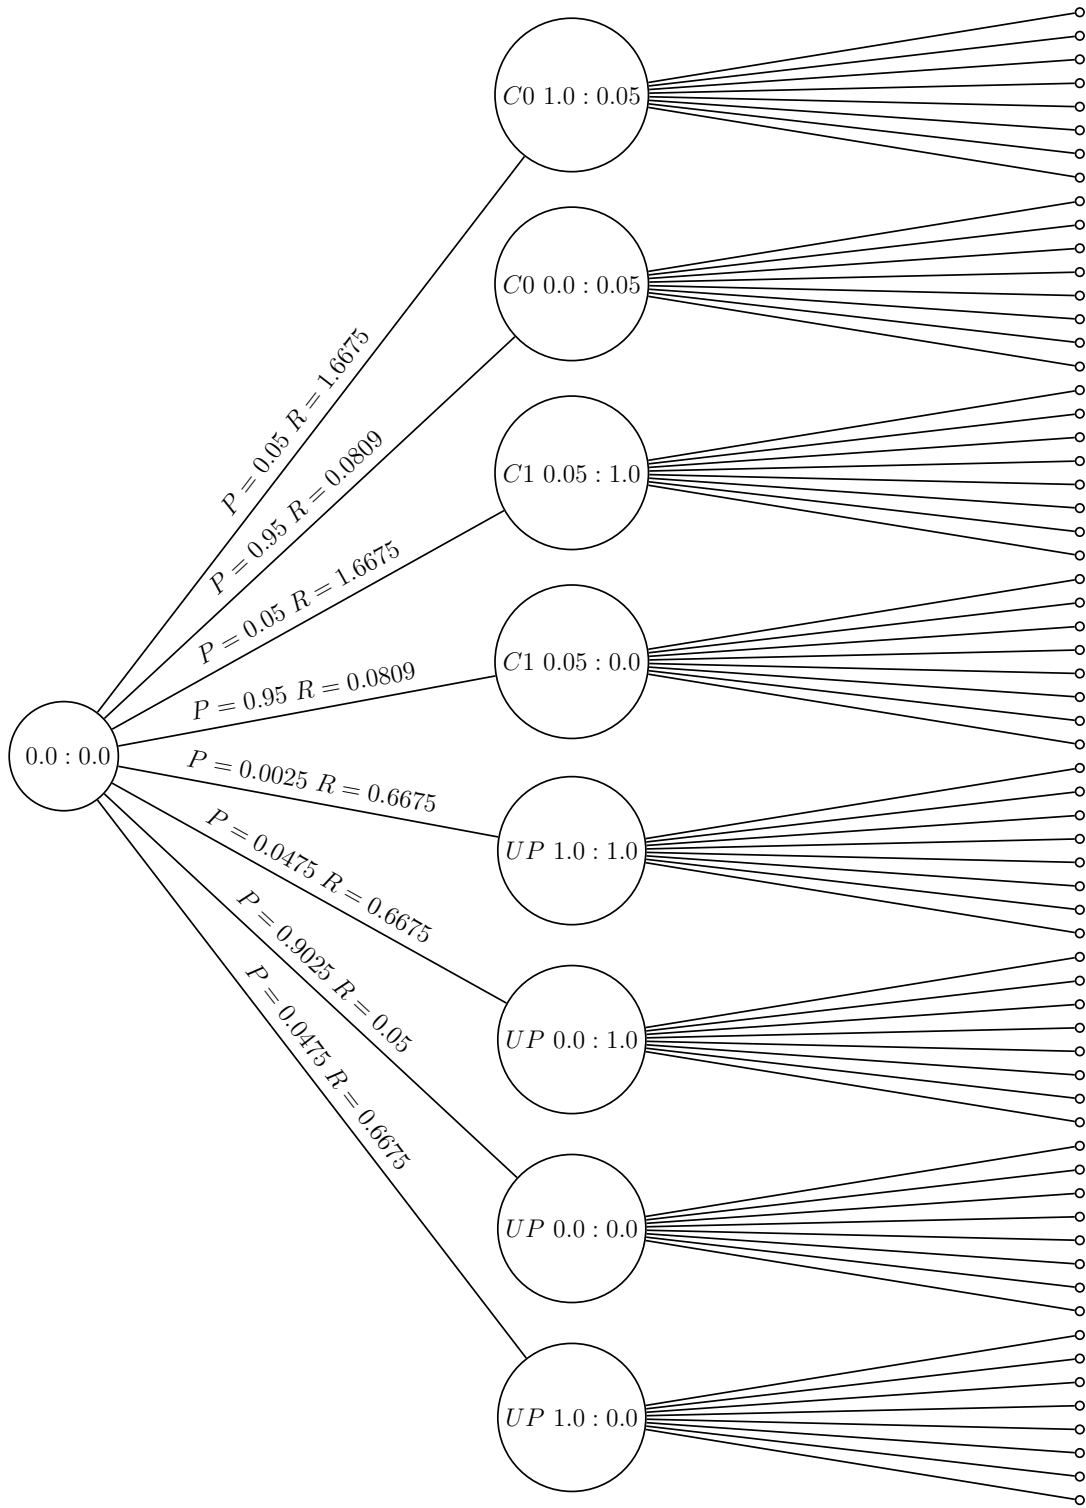 C0 1.0 : 0.05
P = 0.05 R = 1.6675
C0 0.0 : 0.05
P = 0.95 R = 0.0809
C1 0.05 : 1.0
P = 0.05 R = 1.6675
C1 0.05 : 0.0
P = 0.95 R = 0.0809
0.0 : 0.0
P = 0.0025 R = 0.6675
UP 1.0 : 1.0
P = 0.0475 R = 0.6675
UP 0.0 : 1.0
P = 0.9025 R = 0.05
UP 0.0 : 0.0
P = 0.0475 R = 0.6675
UP 1.0 : 0.0